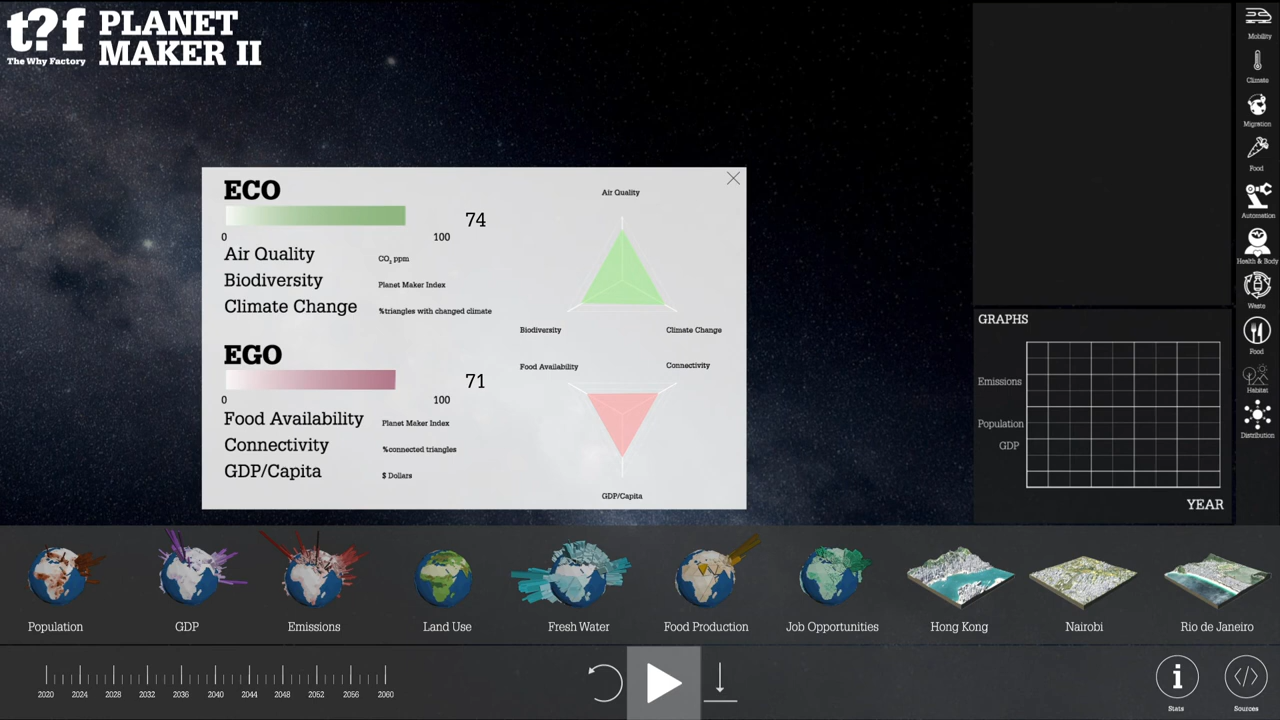 t?f
The Why Factory
PLANET
MAKER II
ECO
74
0
100
Air Quality
CO₂ ppm
Biodiversity
Planet Maker Index
Climate Change
%triangles with changed climate
EGO
71
0
100
Food Availability
Planet Maker Index
Connectivity
%connected triangles
GDP/Capita
$ Dollars
Air Quality
Biodiversity
Climate Change
Food Availability
Connectivity
GDP/Capita
GRAPHS
Emissions
Population
GDP
YEAR
Mobility
Climate
Migration
Food
Automation
Health & Body
Waste
Food
Habitat
Distribution
Population
GDP
Emissions
Land Use
Fresh Water
Food Production
Job Opportunities
Hong Kong
Nairobi
Rio de Janeiro
2020
2024
2028
2032
2036
2040
2044
2048
2052
2056
2060
i
Stats
</>
Sources